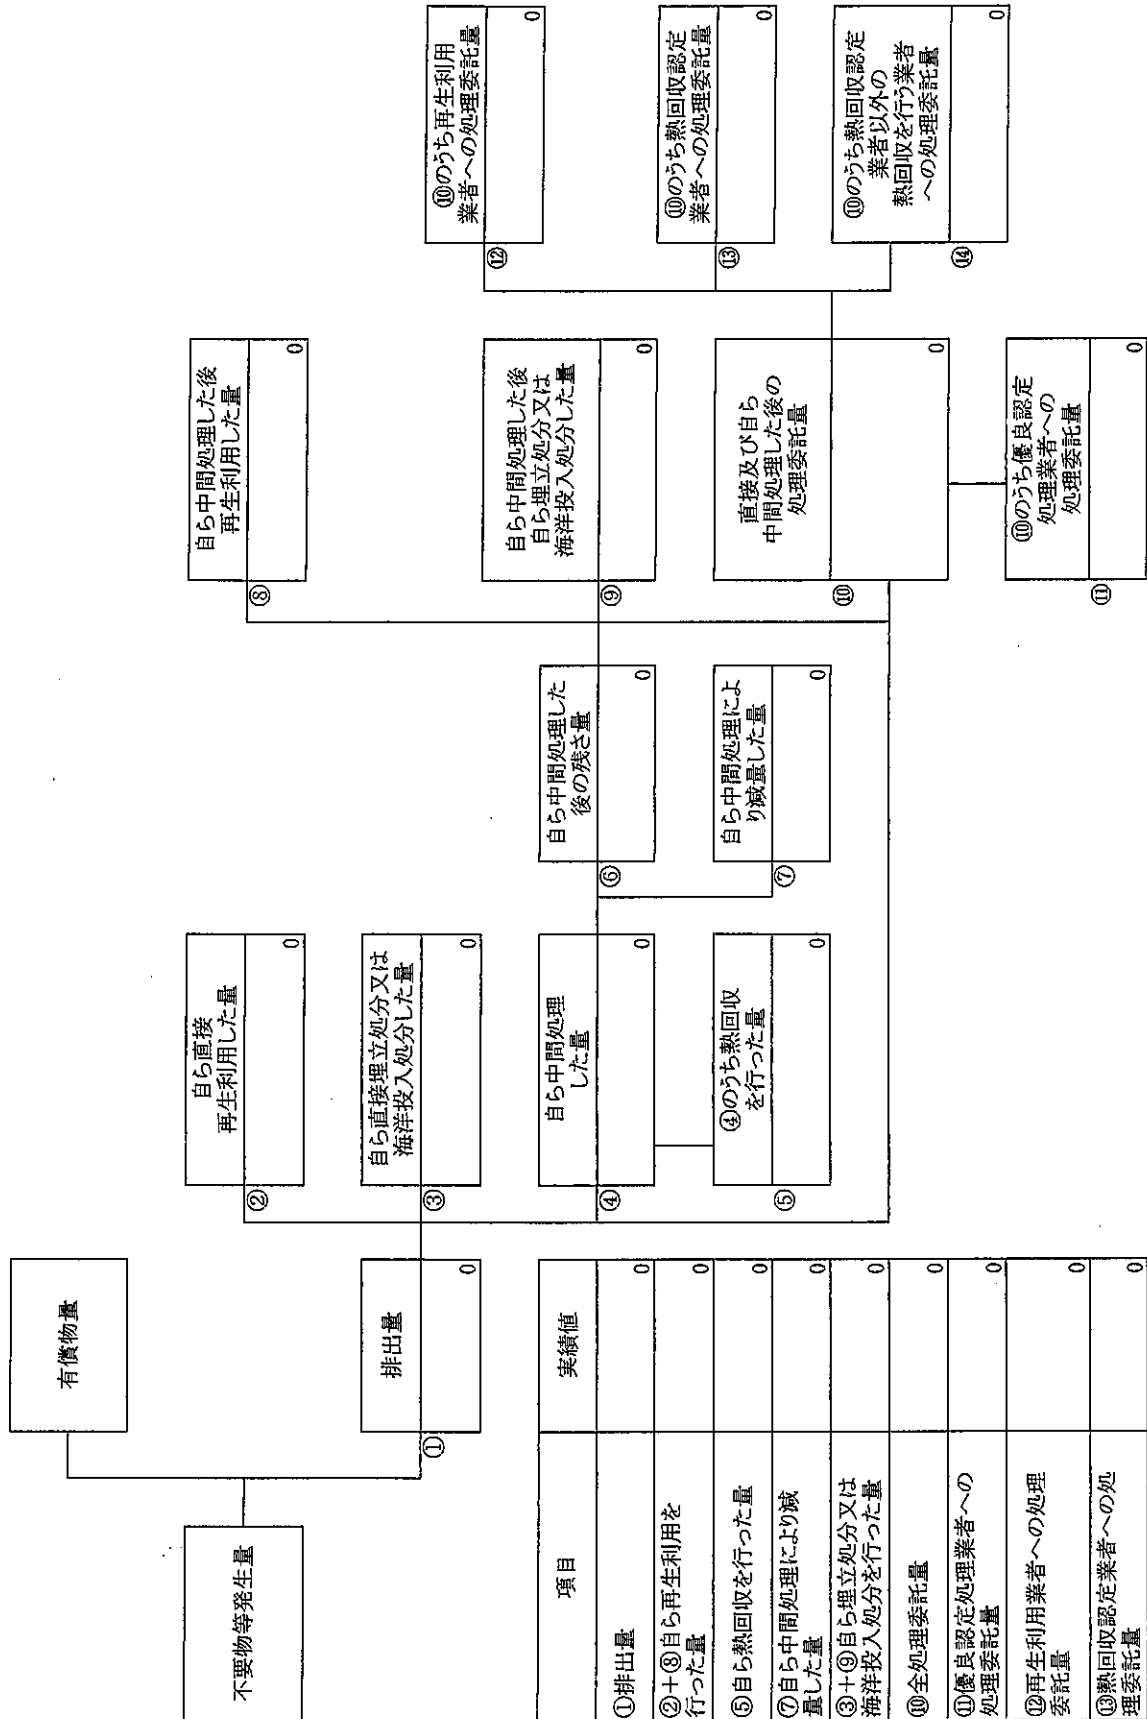 不要物等発生量
有償物量
①
排出量
0
②
自ら直接
再生利用した量
0
③
自ら直接埋立処分又は
海洋投入処分した量
0
④
自ら中間処理
した量
0
⑤
④のうち熱回収
を行った量
0
⑥
自ら中間処理した
後の残さ量
0
⑦
自ら中間処理によ
り減量した量
0
⑧
自ら中間処理した後
再生利用した量
0
⑨
自ら中間処理した後
自ら埋立処分又は
海洋投入処分した量
0
⑩
直接及び自ら
中間処理した後の
処理委託量
0
⑪
⑩のうち優良認定
処理業者への
処理委託量
0
⑫
⑩のうち再生利用
業者への処理委託量
0
⑬
⑩のうち熱回収認定
業者への処理委託量
0
⑭
⑩のうち熱回収認定
業者以外の
熱回収を行う業者
への処理委託量
0
項目 実績値
①排出量 0
②+⑧自ら再生利用を
行った量 0
⑤自ら熱回収を行った量 0
⑦自ら中間処理により減
量した量 0
③+⑨自ら埋立処分又は
海洋投入処分を行った量 0
⑩全処理委託量 0
⑪優良認定処理業者への
処理委託量 0
⑫再生利用業者への処理
委託量 0
⑬熱回収認定業者への処
理委託量 0